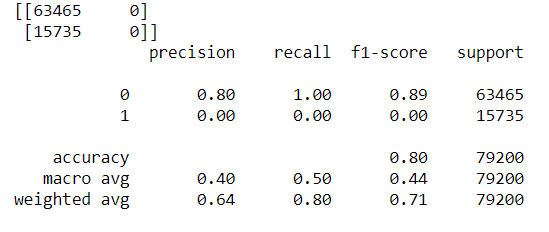 [[63465 0]
[15735 0]]
precision recall f1-score support
0 0.80 1.00 0.89 63465
1 0.00 0.00 0.00 15735
accuracy 0.80 79200
macro avg 0.40 0.50 0.44 79200
weighted avg 0.64 0.80 0.71 79200